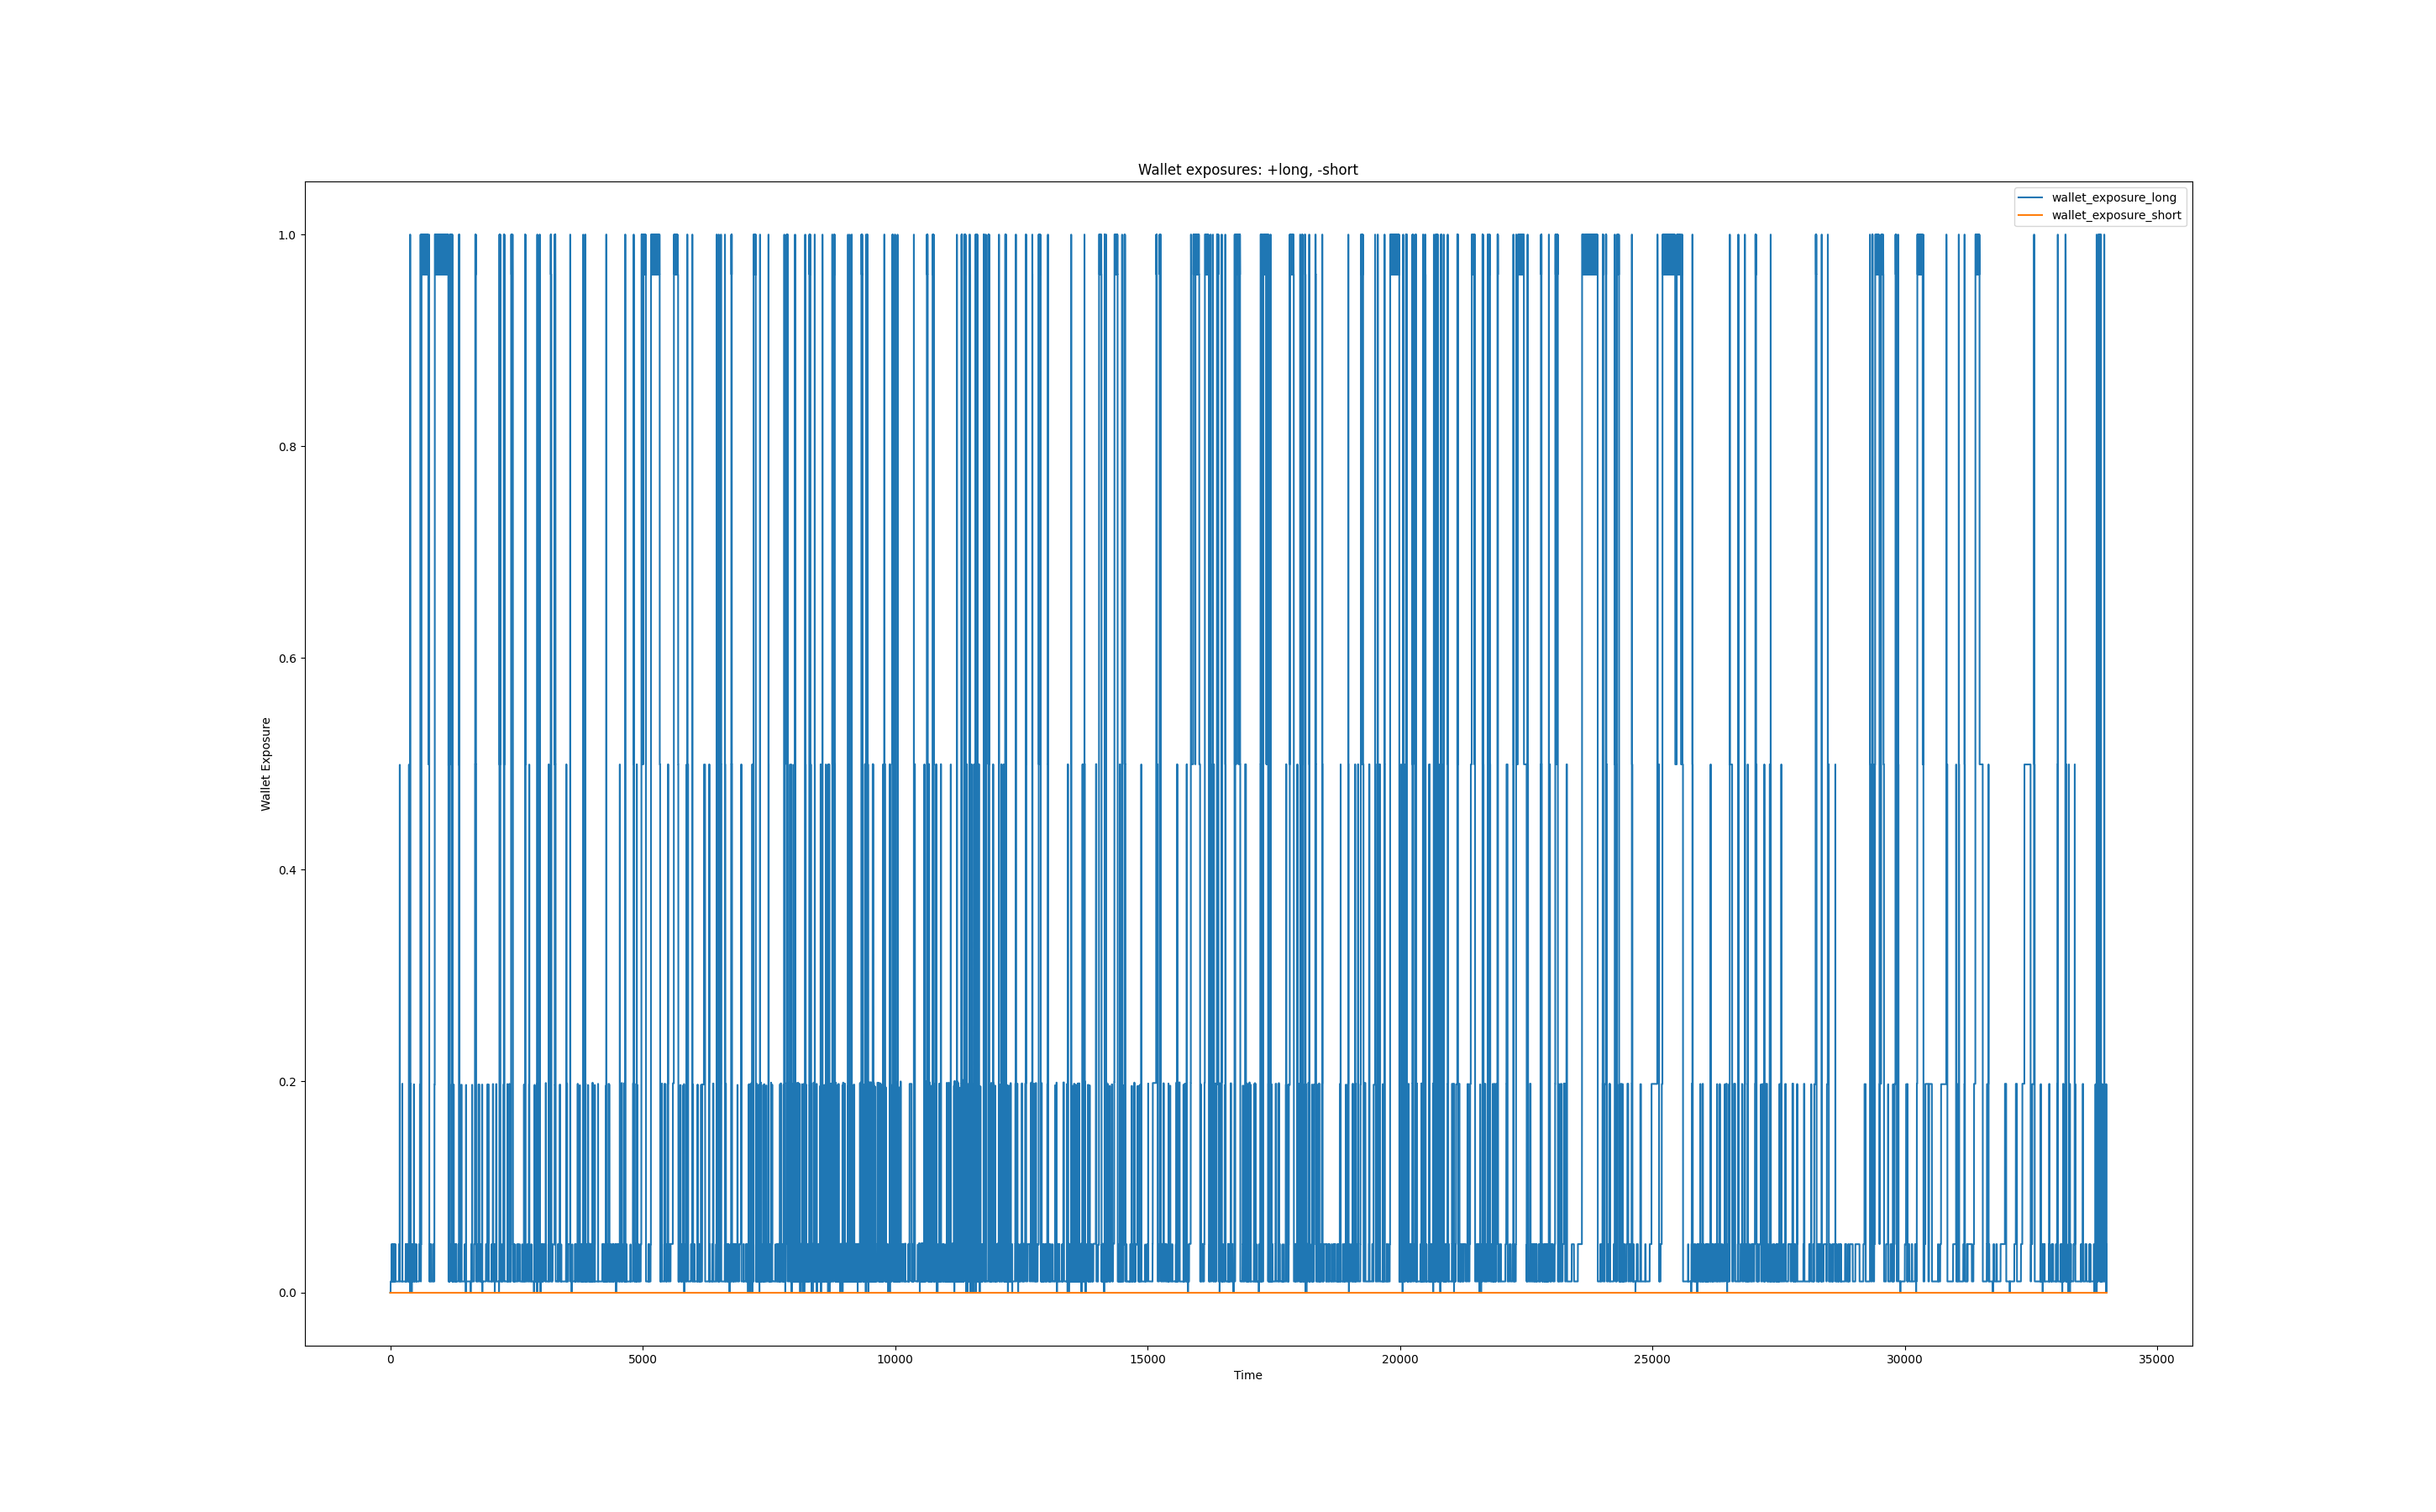 Wallet exposures: +long, -short
wallet_exposure_long
wallet_exposure_short
1.0
0.8
0.6
0.4
0.2
0.0
Wallet Exposure
0 5000 10000 15000 20000 25000 30000 35000
Time